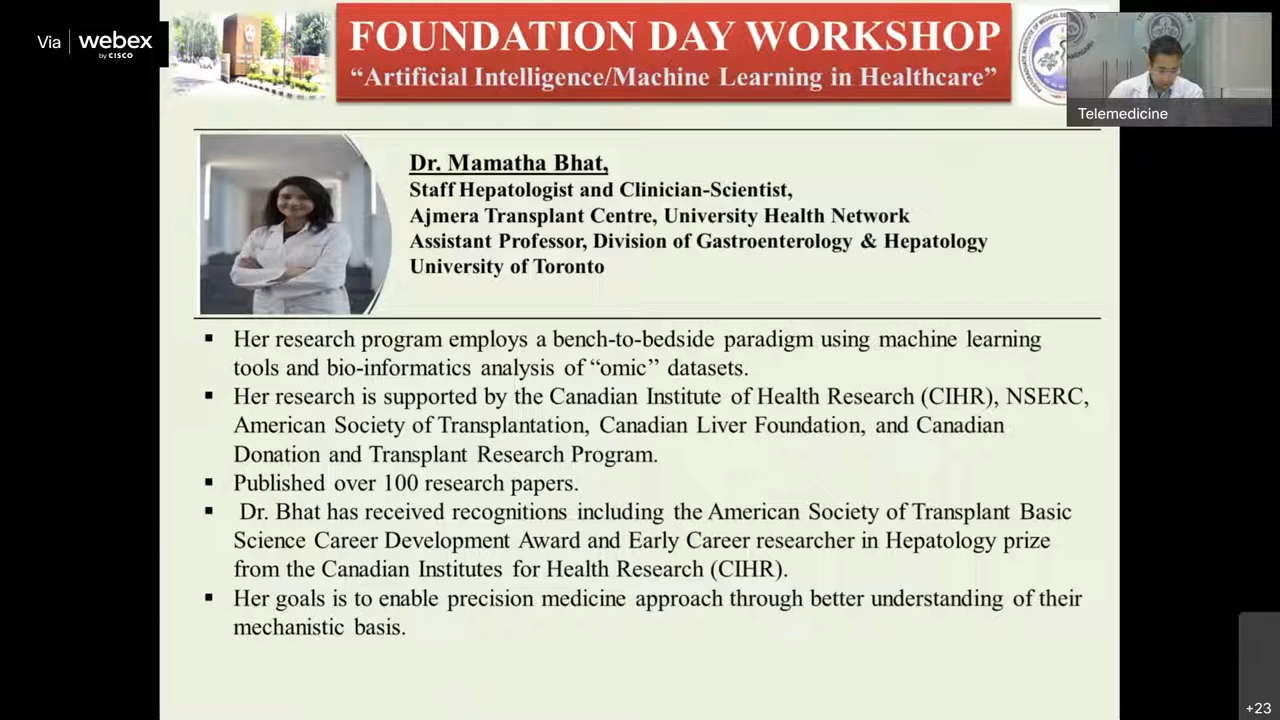 Via webex
by CISCO
FOUNDATION DAY WORKSHOP
“Artificial Intelligence/Machine Learning in Healthcare”
Telemedicine
Dr. Mamatha Bhat,
Staff Hepatologist and Clinician-Scientist,
Ajmera Transplant Centre, University Health Network
Assistant Professor, Division of Gastroenterology & Hepatology
University of Toronto
▪ Her research program employs a bench-to-bedside paradigm using machine learning
tools and bio-informatics analysis of “omic” datasets.
▪ Her research is supported by the Canadian Institute of Health Research (CIHR), NSERC,
American Society of Transplantation, Canadian Liver Foundation, and Canadian
Donation and Transplant Research Program.
▪ Published over 100 research papers.
▪ Dr. Bhat has received recognitions including the American Society of Transplant Basic
Science Career Development Award and Early Career researcher in Hepatology prize
from the Canadian Institutes for Health Research (CIHR).
▪ Her goals is to enable precision medicine approach through better understanding of their
mechanistic basis.
+23